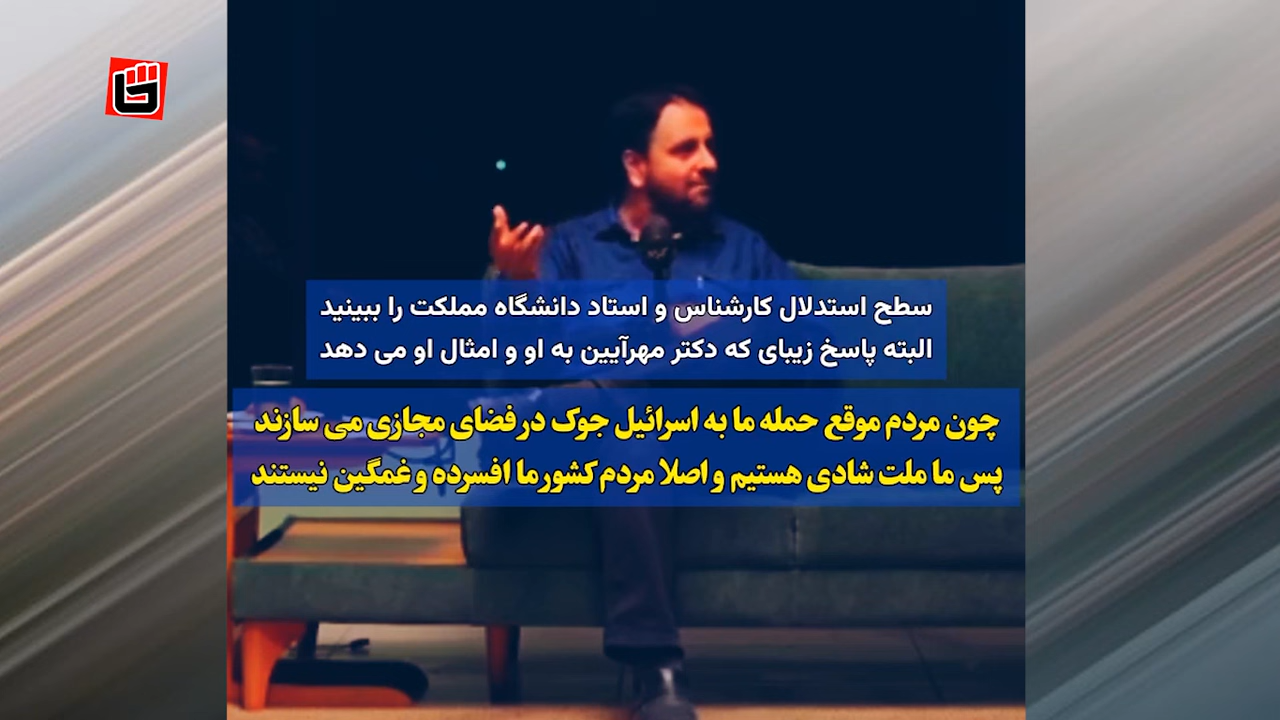 سطح استدلال کارشناس و استاد دانشگاه مملکت را ببینید
البته پاسخ زیبای که دکتر مهرآیین به او و امثال او می دهد
چون مردم موقع حمله ما به اسرائیل جوک در فضای مجازی می سازند
پس ما ملت شادی هستیم و اصلا مردم کشور ما افسرده و غمگین نیستند